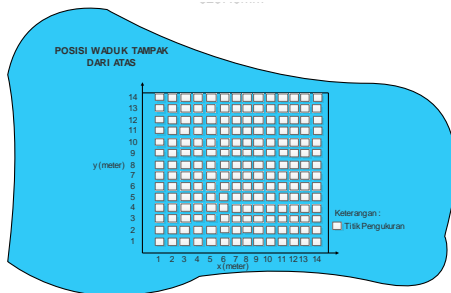 POSISI WADUK TAMPAK
DARI ATAS
14
13
12
11
10
9
y (meter) 8
7
6
5
4
3
2
1
1 2 3 4 5 6 7 8 9 10 11 12 13 14
x (meter)
Keterangan :
Titik Pengukuran